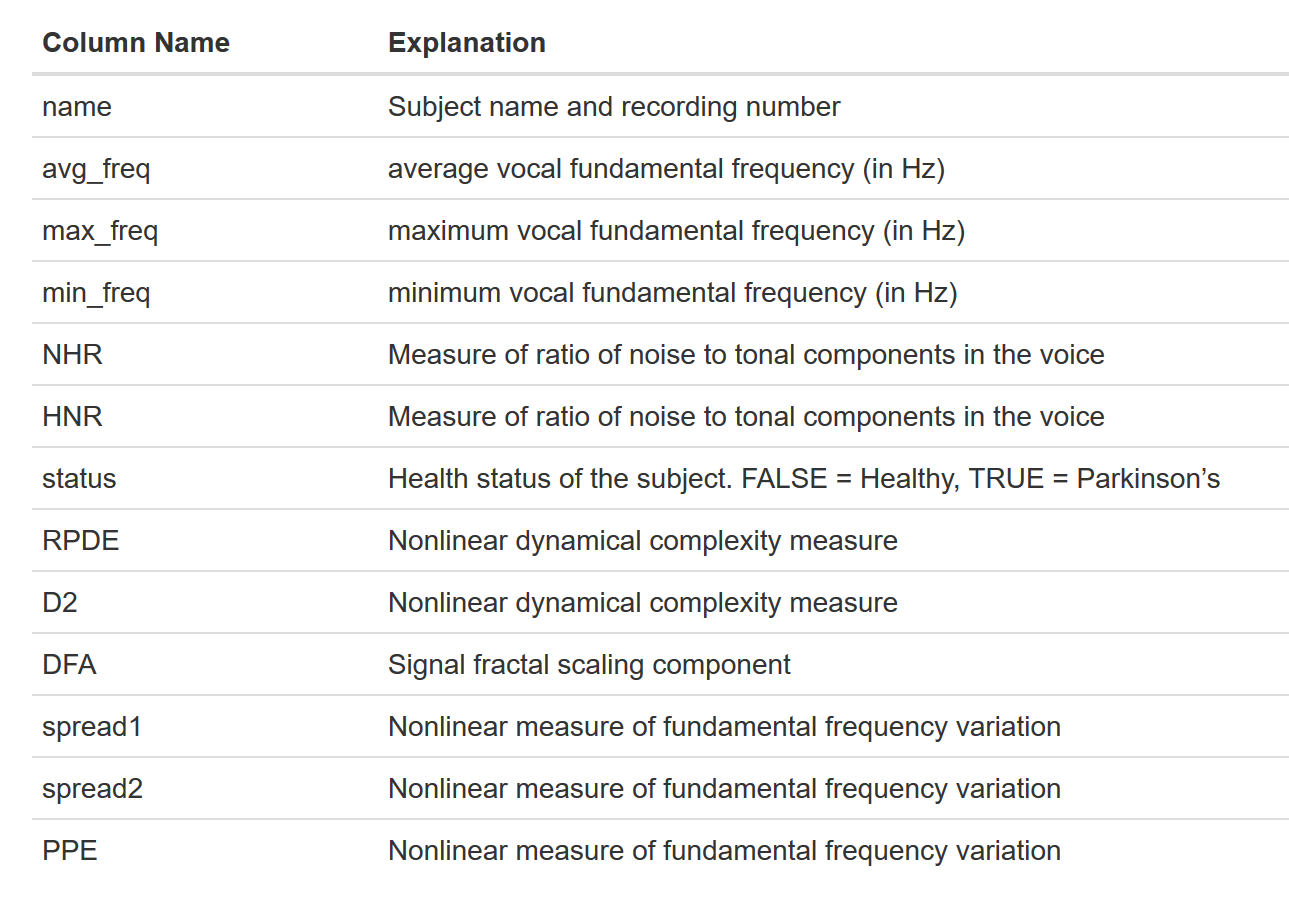 Column Name Explanation
name Subject name and recording number
avg_freq average vocal fundamental frequency (in Hz)
max_freq maximum vocal fundamental frequency (in Hz)
min_freq minimum vocal fundamental frequency (in Hz)
NHR Measure of ratio of noise to tonal components in the voice
HNR Measure of ratio of noise to tonal components in the voice
status Health status of the subject. FALSE = Healthy, TRUE = Parkinson’s
RPDE Nonlinear dynamical complexity measure
D2 Nonlinear dynamical complexity measure
DFA Signal fractal scaling component
spread1 Nonlinear measure of fundamental frequency variation
spread2 Nonlinear measure of fundamental frequency variation
PPE Nonlinear measure of fundamental frequency variation